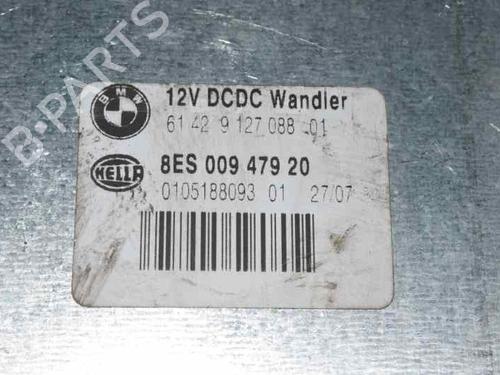 B-PARTS
BMW
12V DCDC Wandler
61 42 9 127 088 01
HELLA
8ES 009 479 20
0105188093 01 27/07